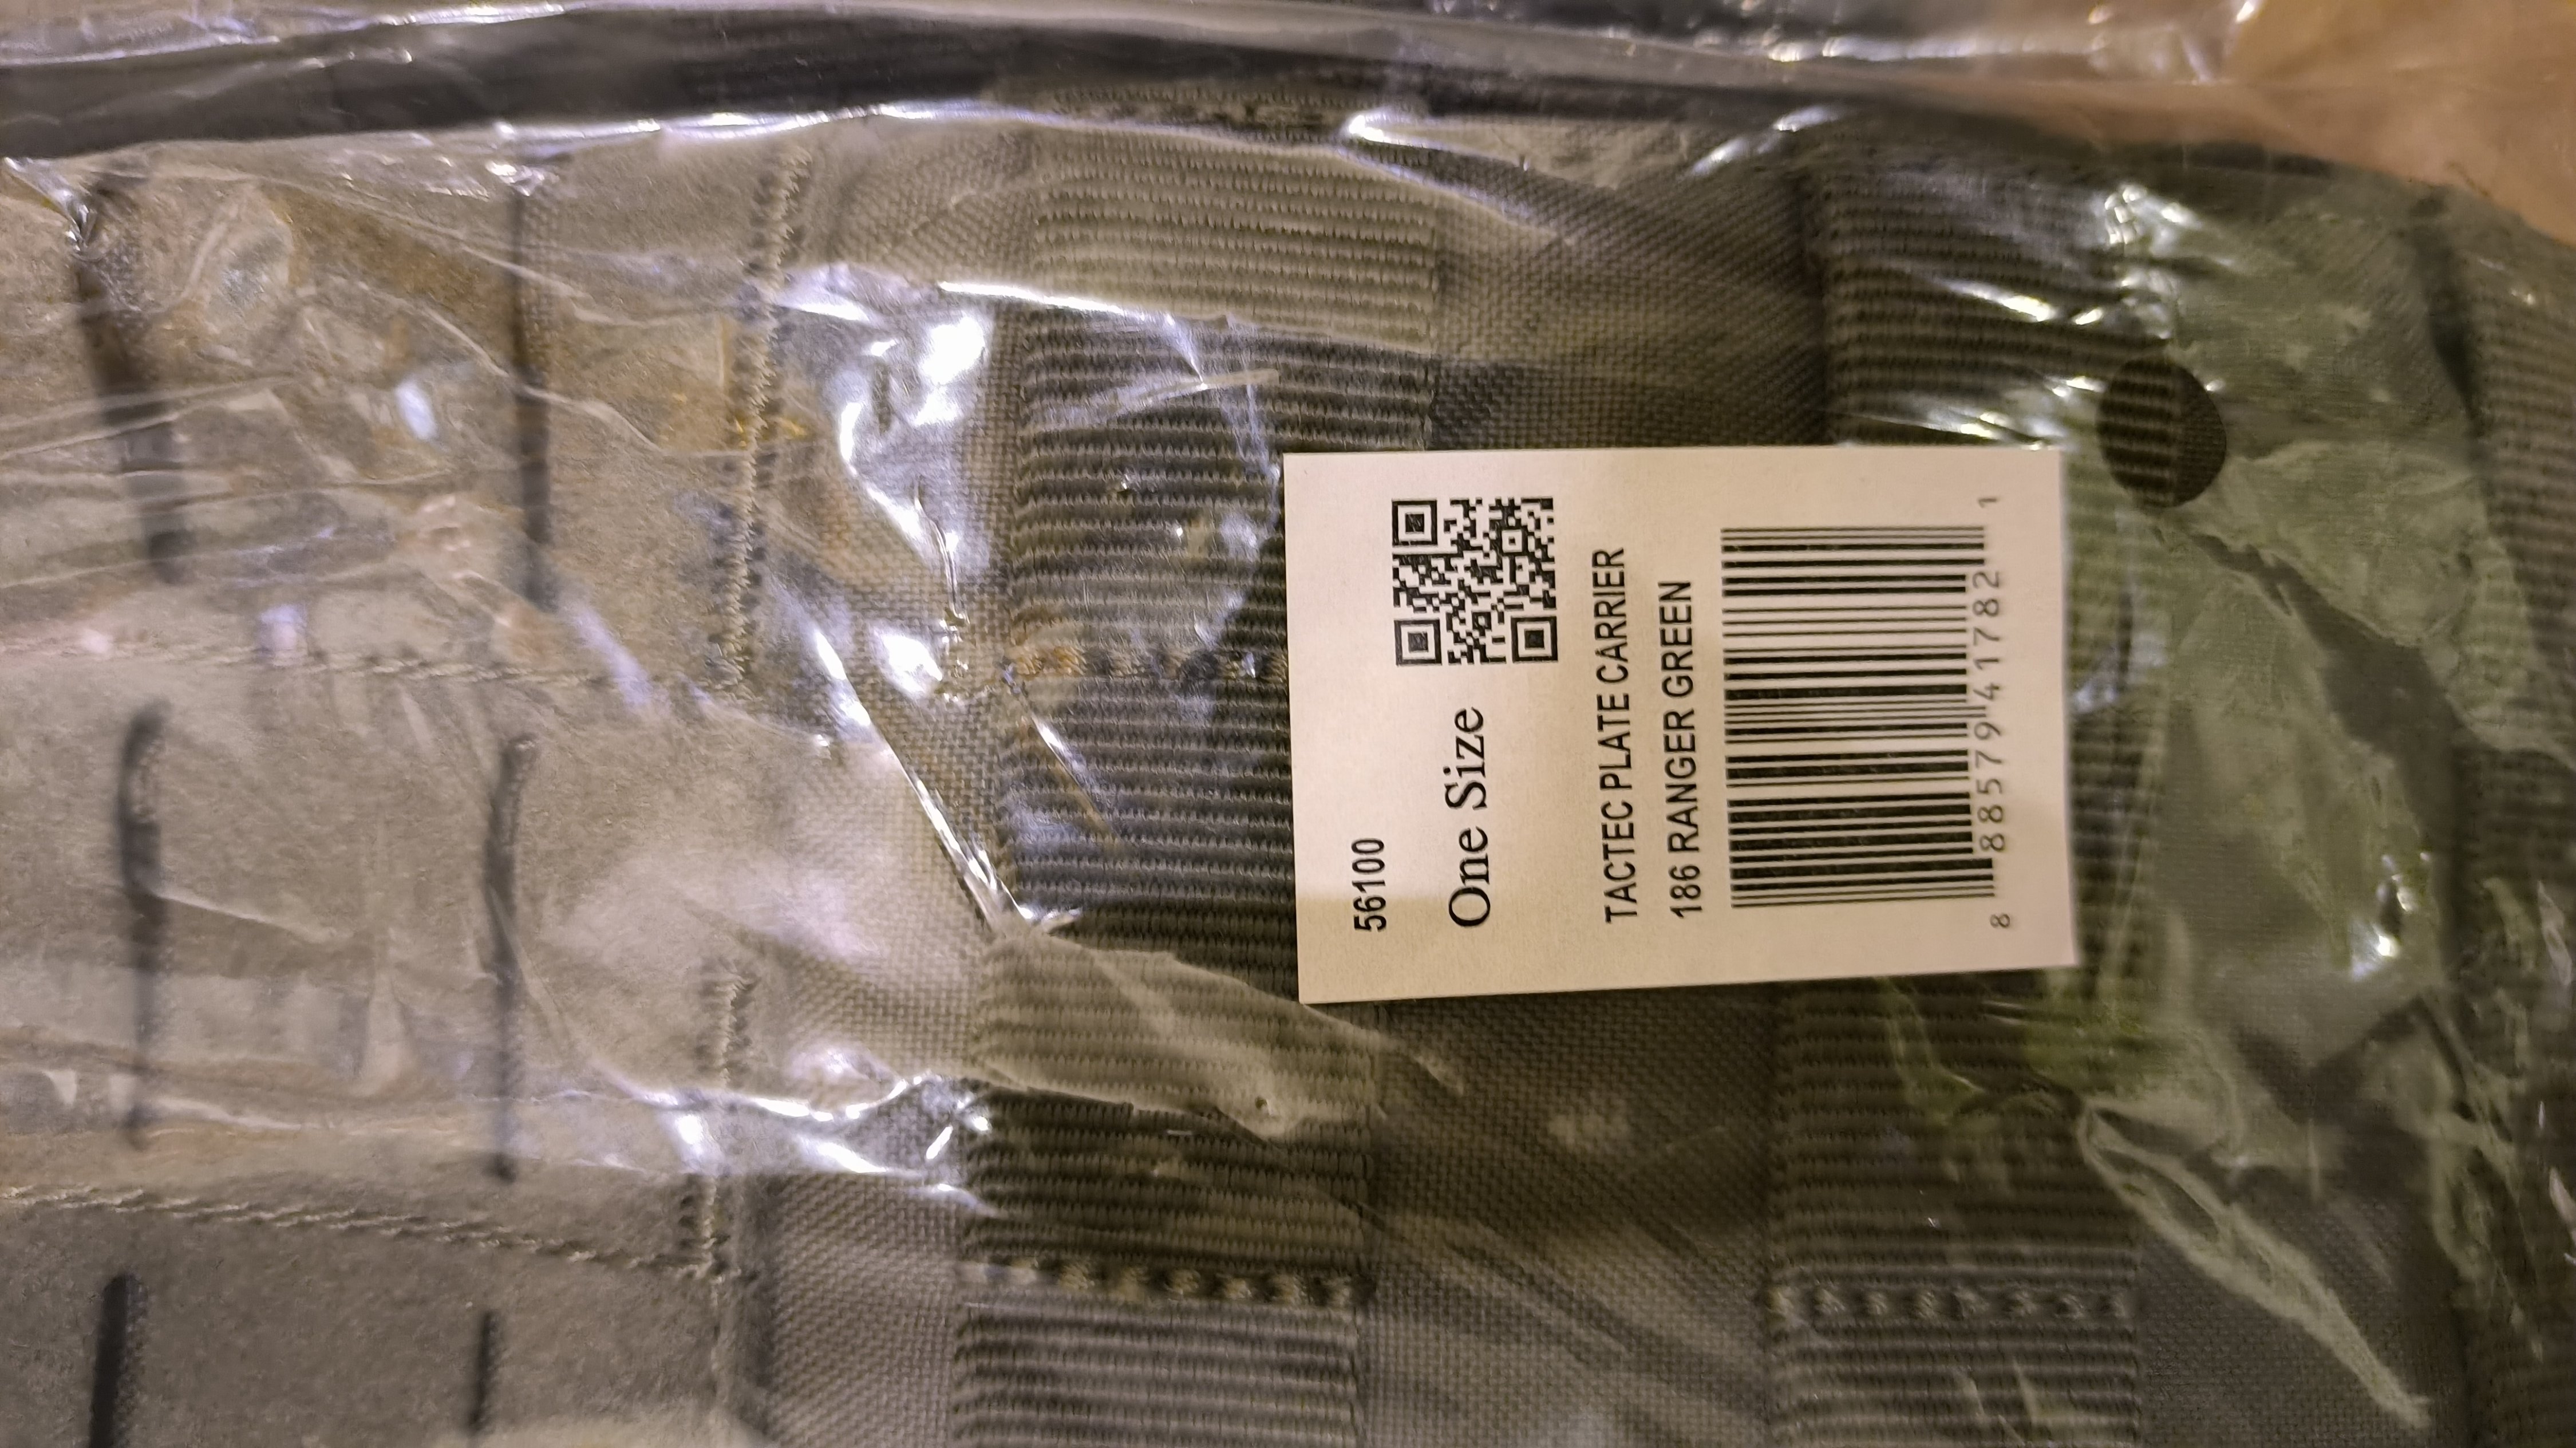 56100
One Size
TACTEC PLATE CARRIER
186 RANGER GREEN
8 88579 41782 1